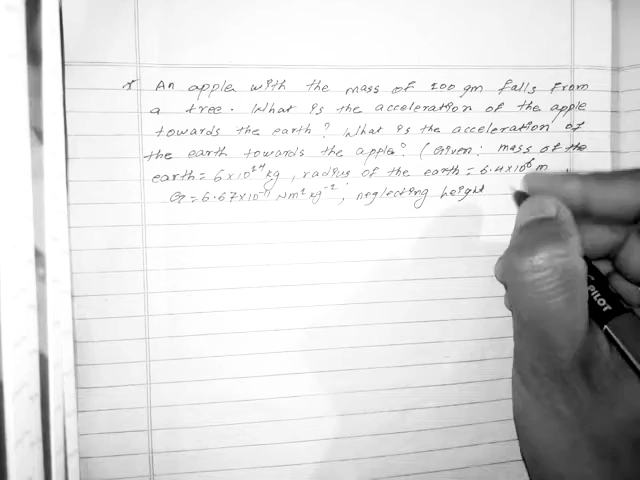 * An apple with the mass of 100 gm falls from
a tree. What is the acceleration of the apple
towards the earth? What is the acceleration of
the earth towards the apple? (Given: mass of the
earth = 6×10²⁴ kg, radius of the earth = 6.4×10⁶ m,
G = 6.67×10⁻¹¹ Nm² kg⁻², neglecting height
PILOT